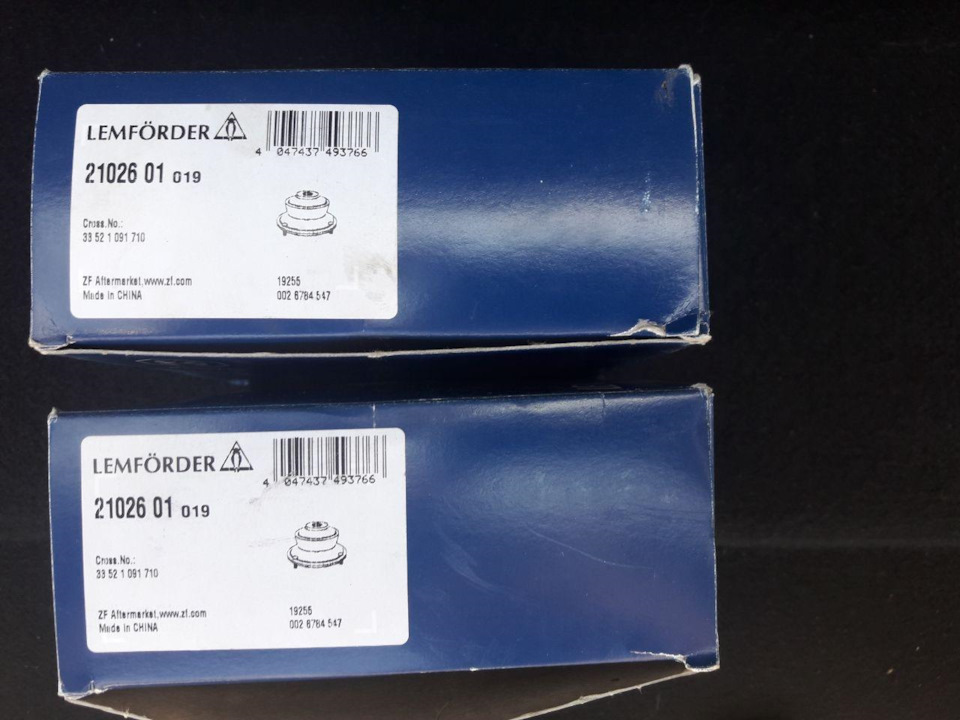 LEMFÖRDER
4 047437 493766
21026 01 019
Cross.No.:
33 52 1 091 710
ZF Aftermarket,www.zf.com
Made in CHINA
19255
002 6784 547
LEMFÖRDER
4 047437 493766
21026 01 019
Cross.No.:
33 52 1 091 710
ZF Aftermarket,www.zf.com
Made in CHINA
19255
002 6784 547